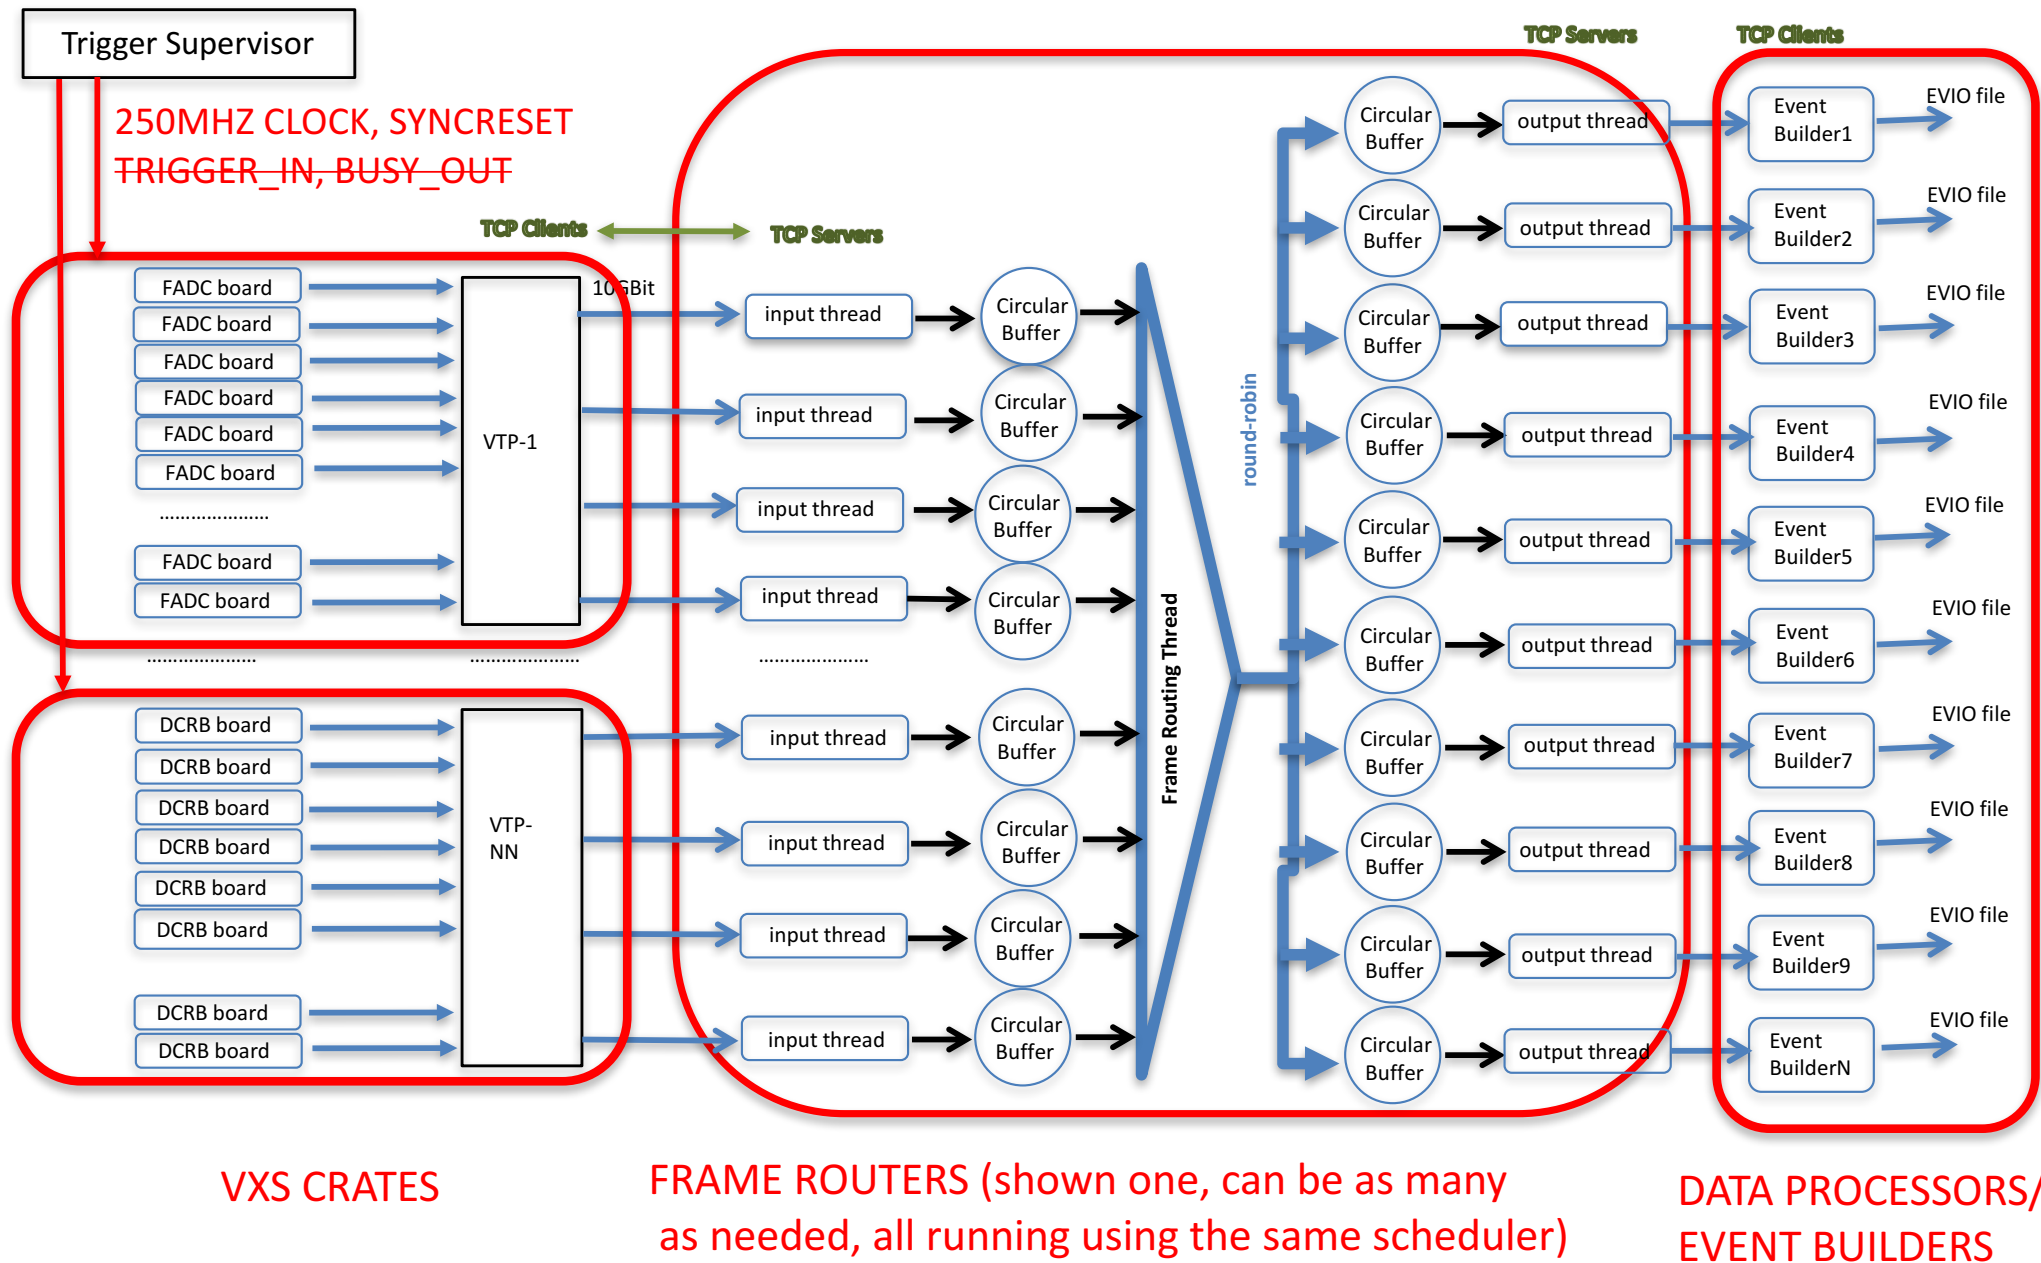 Trigger Supervisor
250MHZ CLOCK, SYNCRESET
TRIGGER_IN, BUSY_OUT
TCP Clients
TCP Servers
TCP Servers
TCP Clients
FADC board
FADC board
FADC board
FADC board
FADC board
FADC board
.....................
FADC board
FADC board
VTP-1
10GBit
.....................
.....................
.....................
DCRB board
DCRB board
DCRB board
DCRB board
DCRB board
DCRB board
DCRB board
DCRB board
VTP-
NN
input thread
Circular
Buffer
input thread
Circular
Buffer
input thread
Circular
Buffer
input thread
Circular
Buffer
input thread
Circular
Buffer
input thread
Circular
Buffer
input thread
Circular
Buffer
input thread
Circular
Buffer
Frame Routing Thread
round-robin
Circular
Buffer
output thread
Event
Builder1
EVIO file
Circular
Buffer
output thread
Event
Builder2
EVIO file
Circular
Buffer
output thread
Event
Builder3
EVIO file
Circular
Buffer
output thread
Event
Builder4
EVIO file
Circular
Buffer
output thread
Event
Builder5
EVIO file
Circular
Buffer
output thread
Event
Builder6
EVIO file
Circular
Buffer
output thread
Event
Builder7
EVIO file
Circular
Buffer
output thread
Event
Builder8
EVIO file
Circular
Buffer
output thread
Event
Builder9
EVIO file
Circular
Buffer
output thread
Event
BuilderN
EVIO file
VXS CRATES
FRAME ROUTERS (shown one, can be as many
as needed, all running using the same scheduler)
DATA PROCESSORS/
EVENT BUILDERS